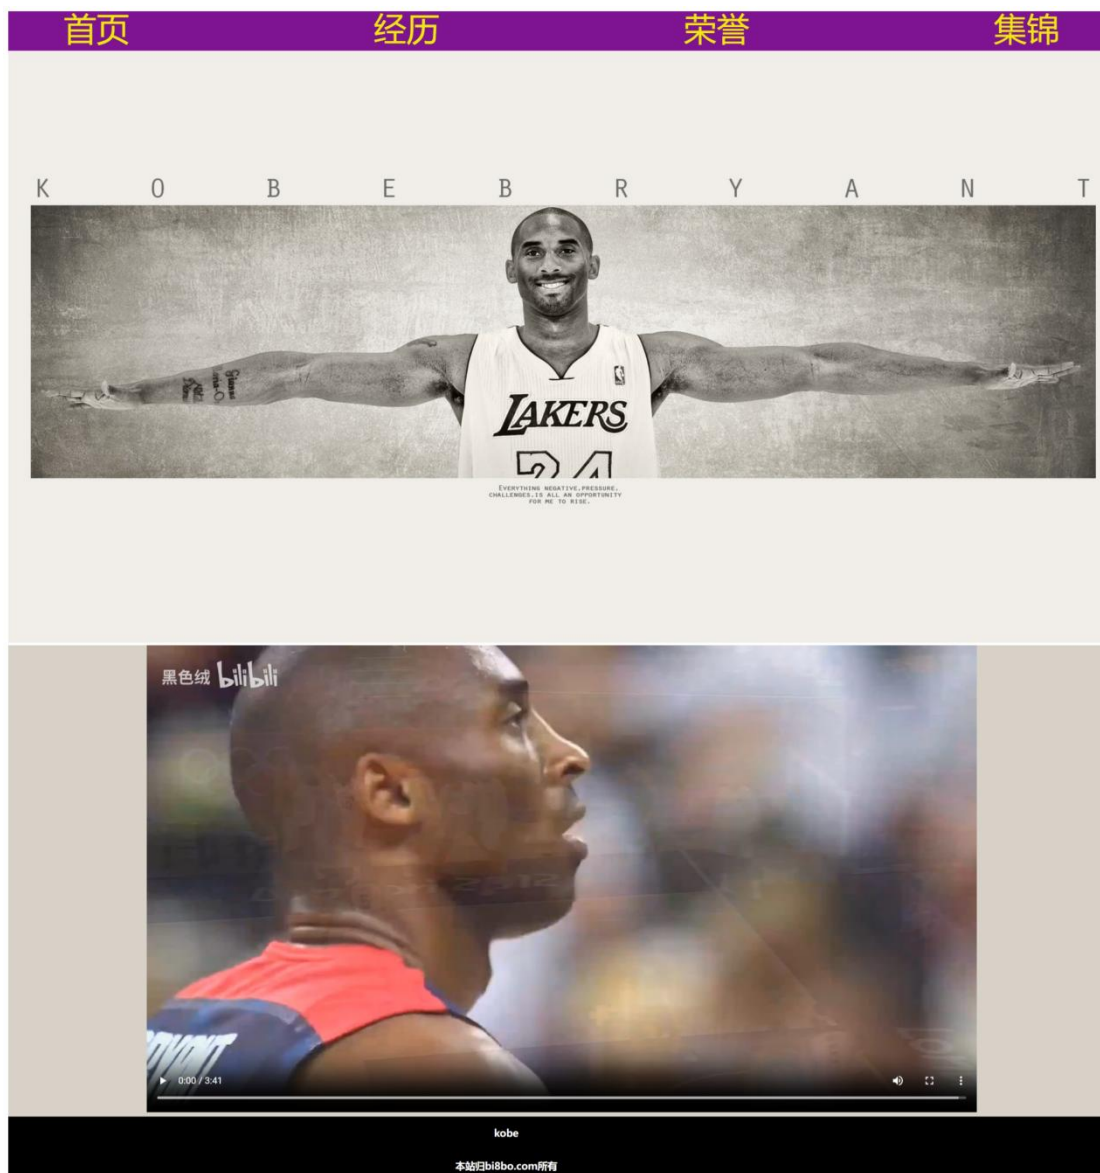 首页 经历 荣誉 集锦
K O B E B R Y A N T
LAKERS
24
EVERYTHING NEGATIVE.PRESSURE,
CHALLENGES.IS ALL AN OPPORTUNITY
FOR ME TO RISE.
黑色绒 bilibili
0:00 / 3:41
kobe
本站归bi8bo.com所有